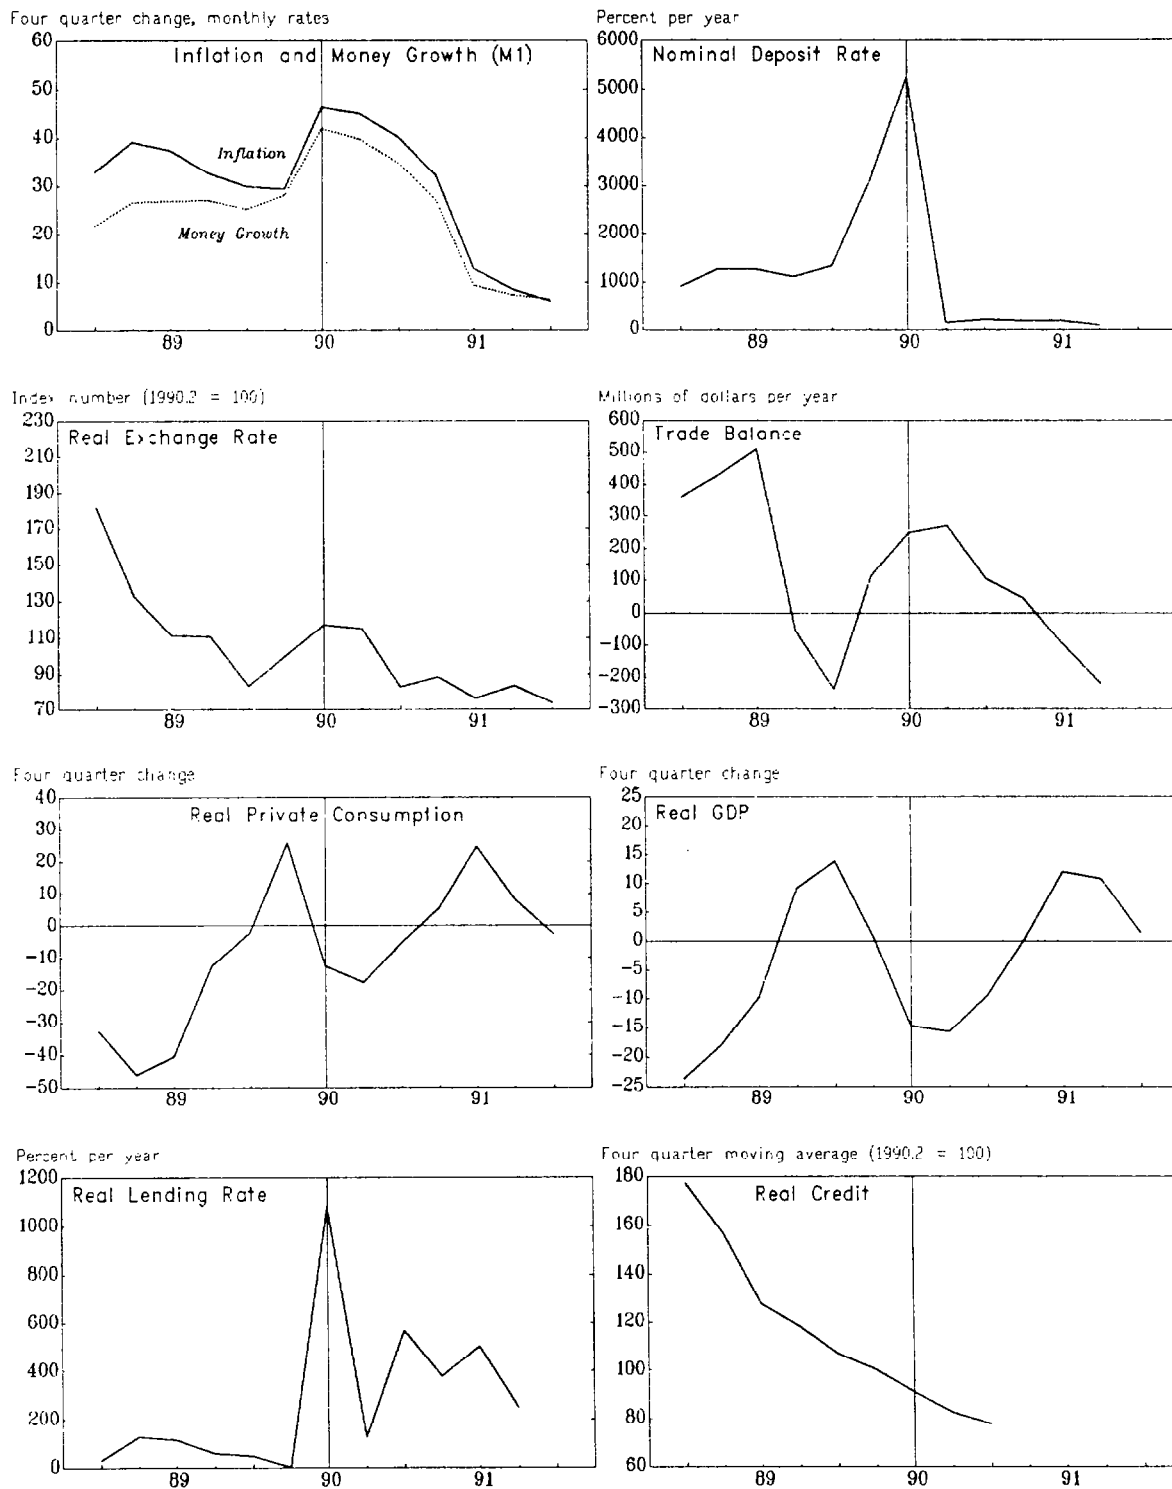 Four quarter change, monthly rates
Inflation and Money Growth (M1)
60
50
40
30
20
10
0
Inflation
Money Growth
89 90 91
Percent per year
Nominal Deposit Rate
6000
5000
4000
3000
2000
1000
0
89 90 91
Index number (1990.2 = 100)
Real Exchange Rate
230
210
190
170
150
130
110
90
70
89 90 91
Millions of dollars per year
Trade Balance
600
500
400
300
200
100
0
-100
-200
-300
89 90 91
Four quarter change
Real Private Consumption
40
30
20
10
0
-10
-20
-30
-40
-50
89 90 91
Four quarter change
Real GDP
25
20
15
10
5
0
-5
-10
-15
-20
-25
89 90 91
Percent per year
Real Lending Rate
1200
1000
800
600
400
200
0
89 90 91
Four quarter moving average (1990.2 = 100)
Real Credit
180
160
140
120
100
80
60
89 90 91